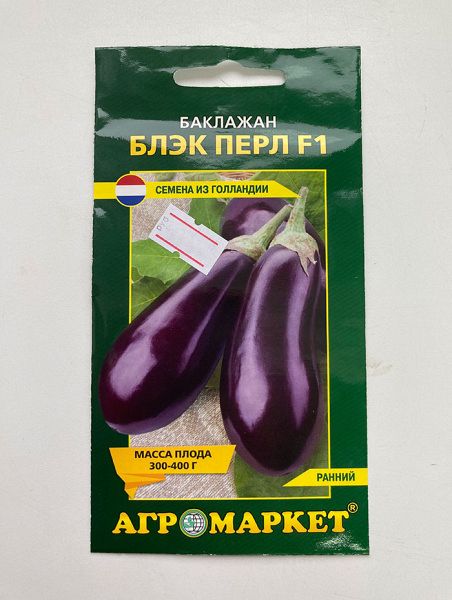 БАКЛАЖАН
БЛЭК ПЕРЛ F1
СЕМЕНА ИЗ ГОЛЛАНДИИ
МАССА ПЛОДА
300-400 Г
РАННИЙ
АГРОМАРКЕТ®